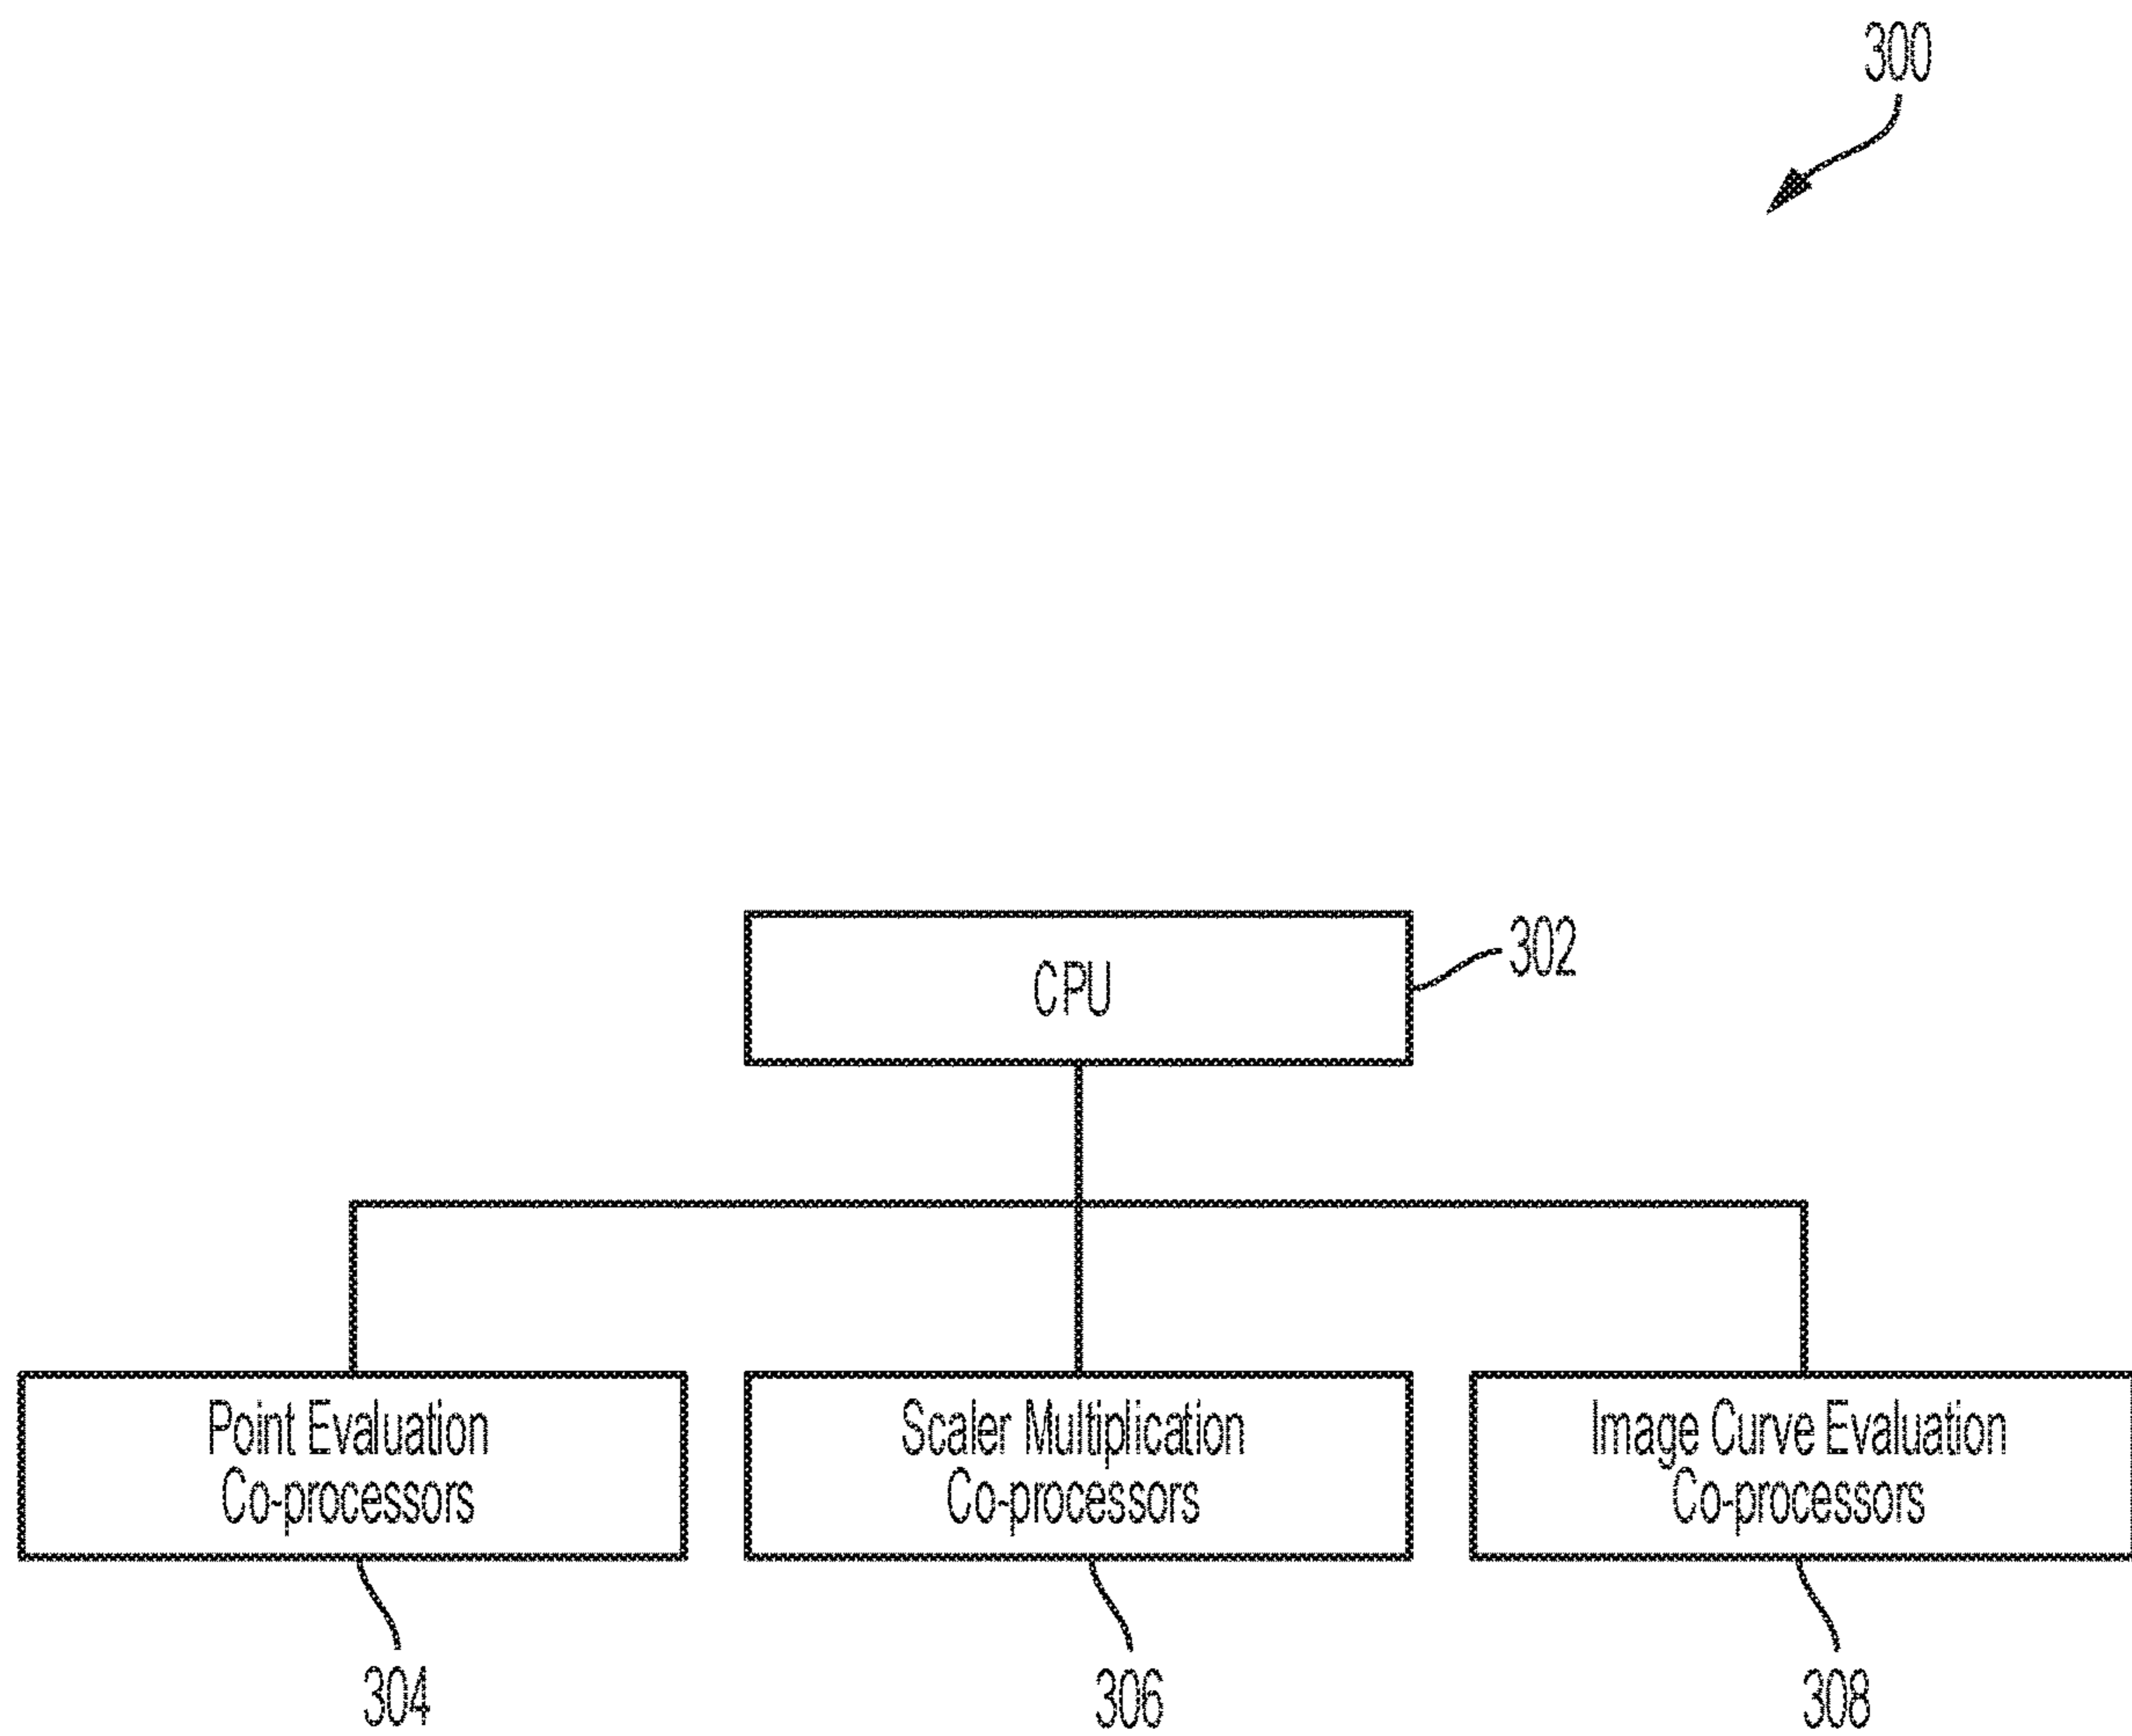 300
CPU
302
Point Evaluation
Co-processors
Scaler Multiplication
Co-processors
Image Curve Evaluation
Co-processors
304
306
308